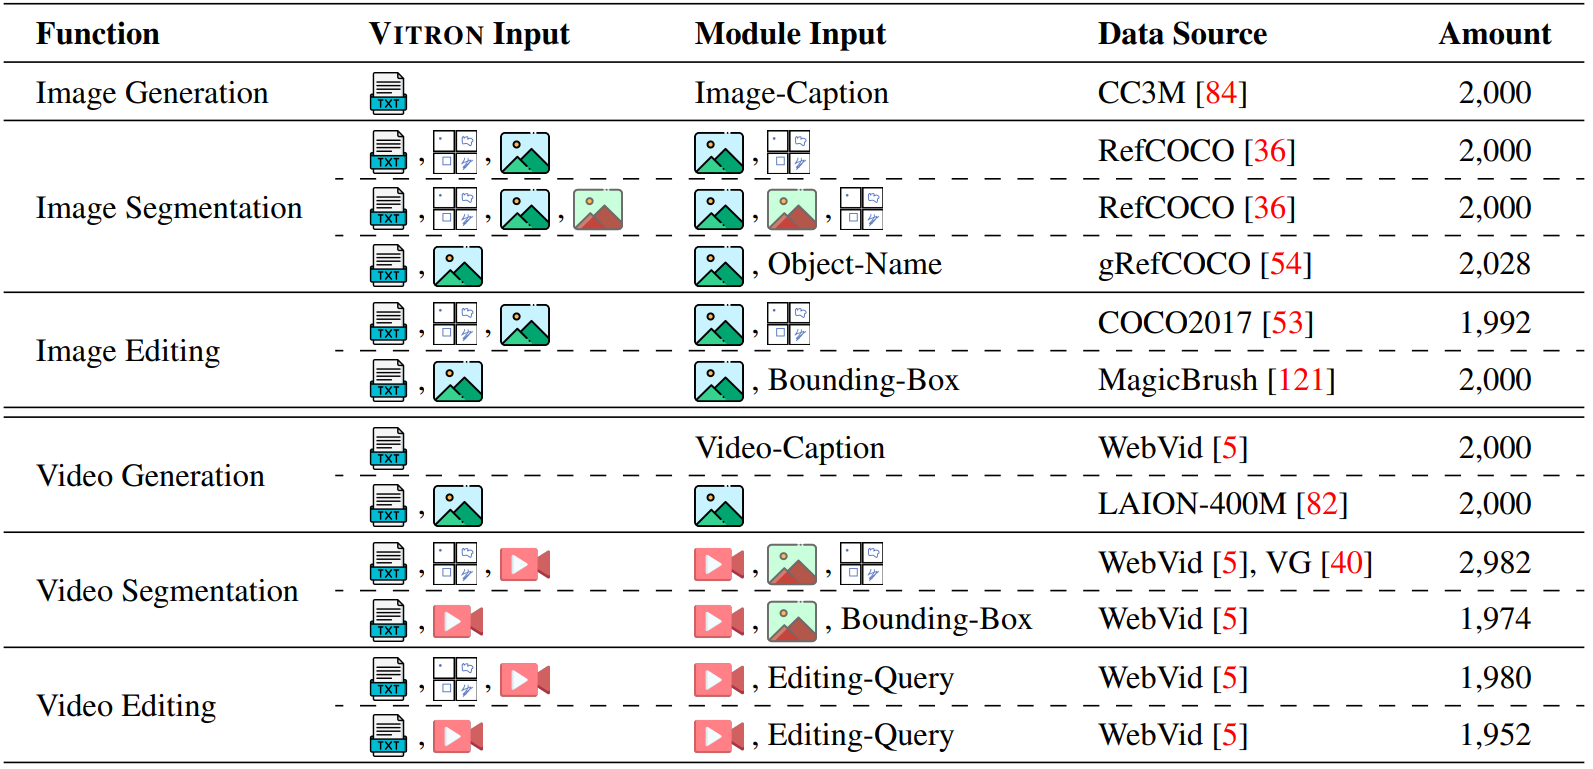 Function VITRON Input Module Input Data Source Amount
Image Generation TXT Image-Caption CC3M [84] 2,000
TXT , , , RefCOCO [36] 2,000
Image Segmentation TXT , , , , , RefCOCO [36] 2,000
TXT , , Object-Name gRefCOCO [54] 2,028
TXT , , , COCO2017 [53] 1,992
Image Editing
TXT , , Bounding-Box MagicBrush [121] 2,000
TXT Video-Caption WebVid [5] 2,000
Video Generation
TXT , LAION-400M [82] 2,000
TXT , , , , WebVid [5], VG [40] 2,982
Video Segmentation
TXT , , , Bounding-Box WebVid [5] 1,974
TXT , , , Editing-Query WebVid [5] 1,980
Video Editing
TXT , , Editing-Query WebVid [5] 1,952